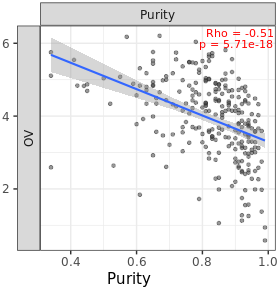 Purity
Rho = -0.51
p = 5.71e-18
6
4
2
OV
0.4
0.6
0.8
1.0
Purity